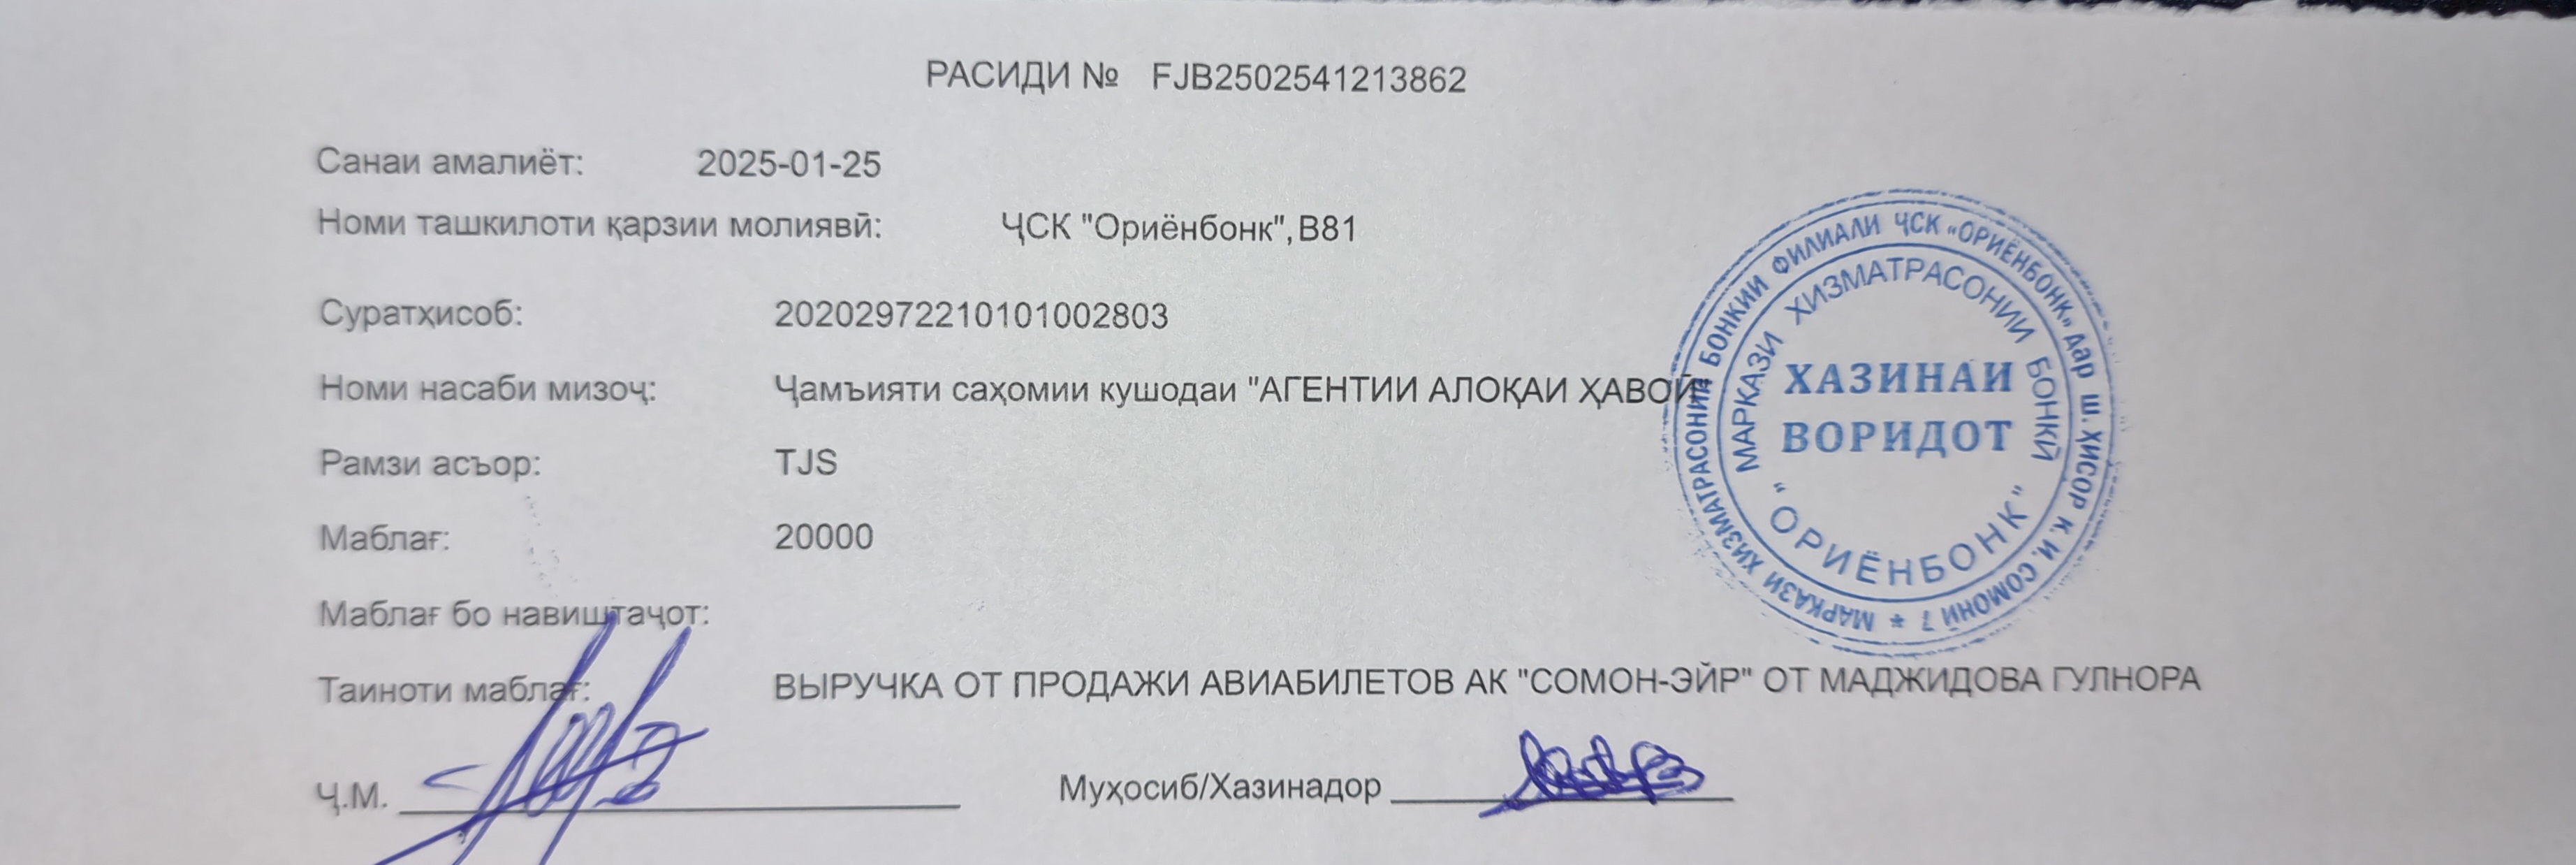 РАСИДИ № FJB2502541213862
Санаи амалиёт: 2025-01-25
Номи ташкилоти қарзии молиявӣ: ҶСК "Ориёнбонк",B81
Суратҳисоб: 20202972210101002803
Номи насаби мизоҷ: Ҷамъияти саҳомии кушодаи "АГЕНТИИ АЛОҚАИ ҲАВОӢ"
Рамзи асъор: TJS
Маблағ: 20000
Маблағ бо навиштаҷот:
Таиноти маблағ: ВЫРУЧКА ОТ ПРОДАЖИ АВИАБИЛЕТОВ АК "СОМОН-ЭЙР" ОТ МАДЖИДОВА ГУЛНОРА
Ҷ.М. Муҳосиб/Хазинадор
МАРКАЗИ ХИЗМАТРАСОНИИ БОНКИИ ФИЛИАЛИ ҶСК «ОРИЁНБОНК» дар ш. Ҳисор к. И. СОМОНӢ 7 *
МАРКАЗИ ХИЗМАТРАСОНИИ БОНКӢ
"ОРИЁНБОНК"
ХАЗИНАИ
ВОРИДОТ